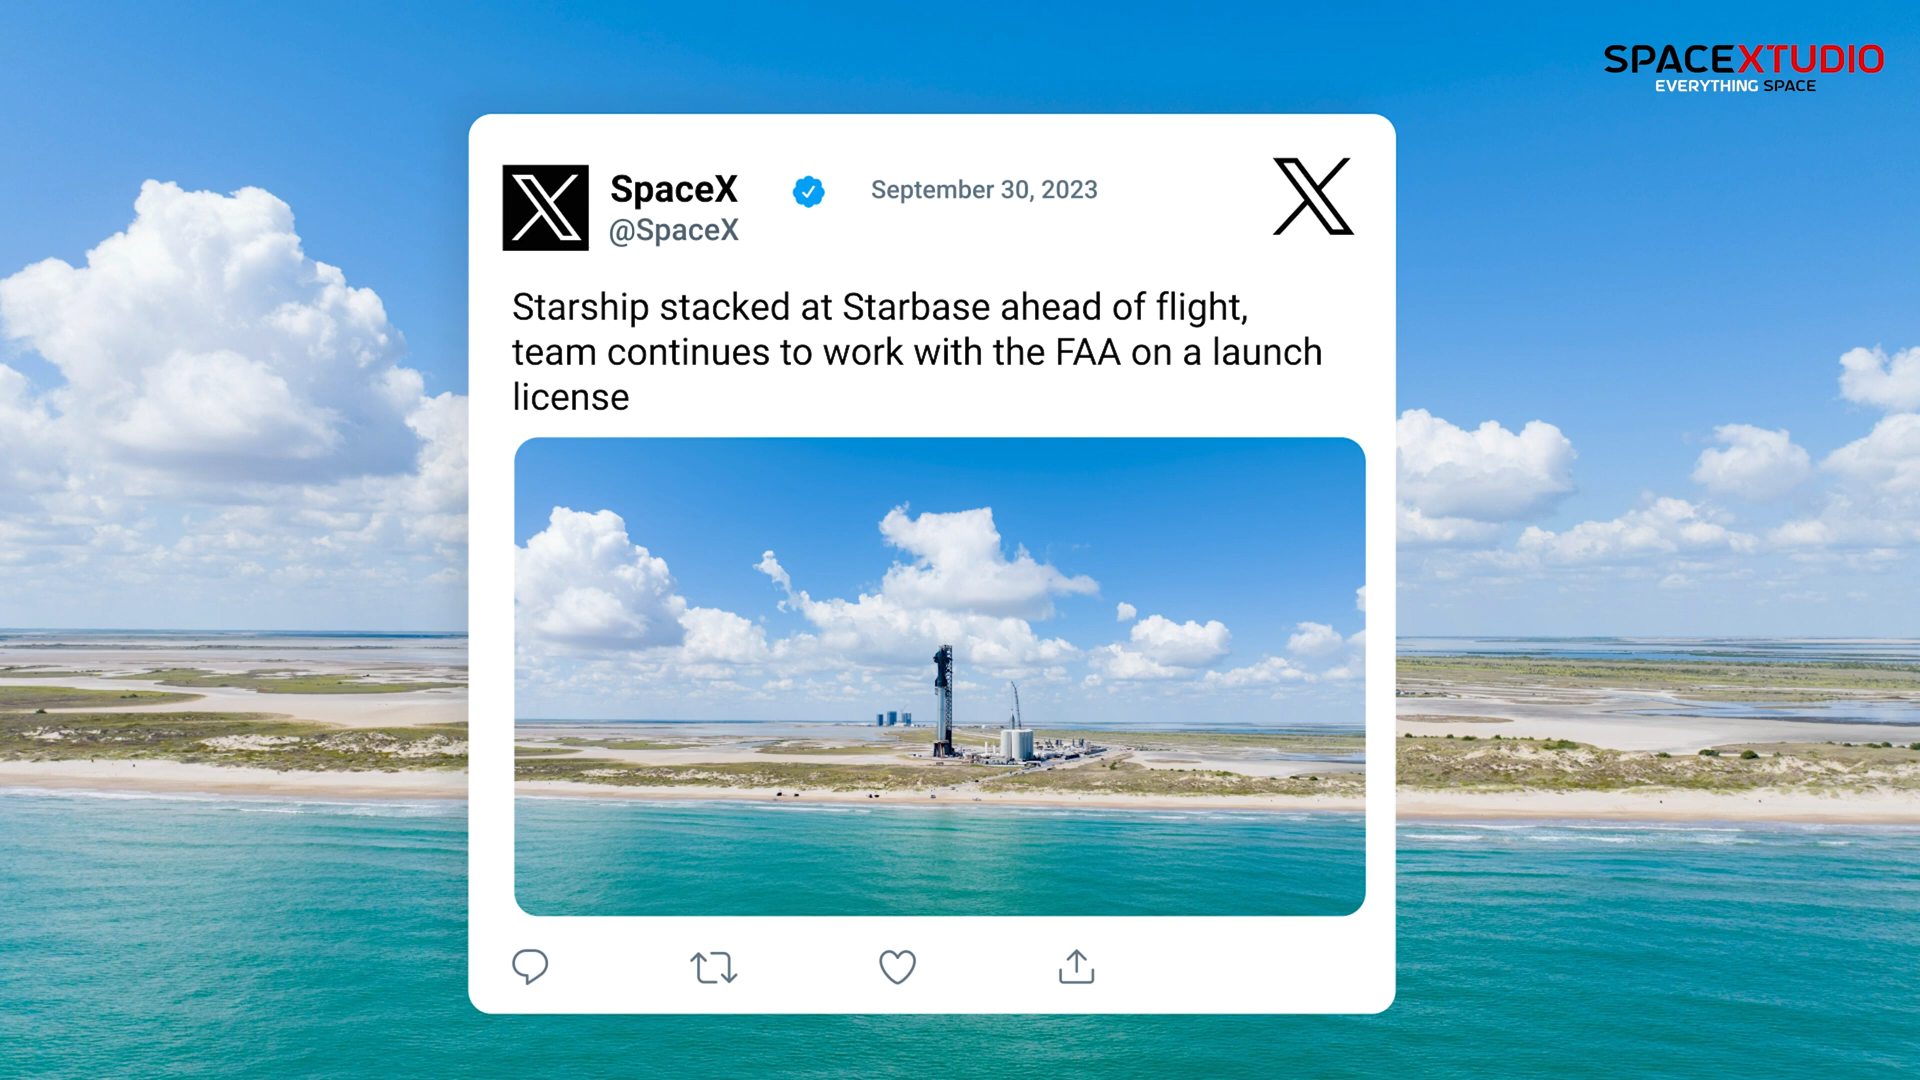 SPACEXTUDIO
EVERYTHING SPACE
SpaceX
September 30, 2023
@SpaceX
Starship stacked at Starbase ahead of flight,
team continues to work with the FAA on a launch
license